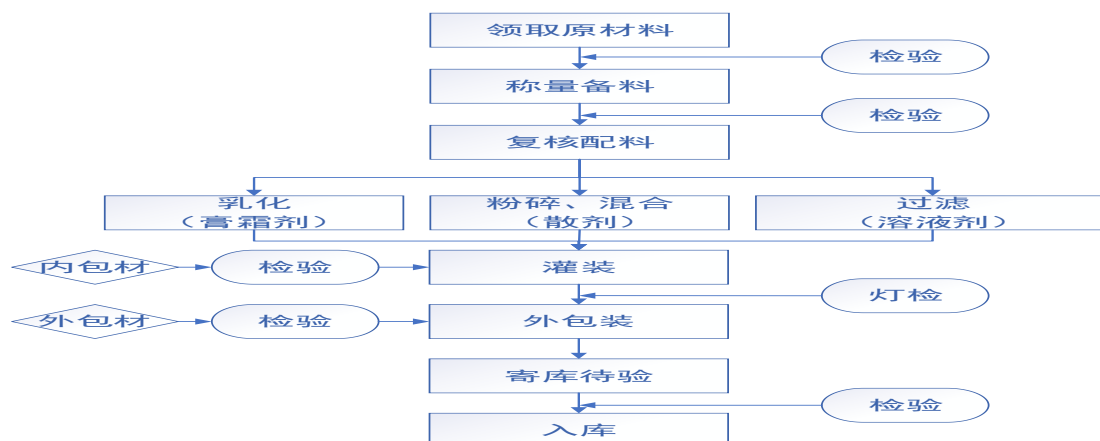 领取原材料
检验
称量备料
检验
复核配料
乳化
（膏霜剂）
粉碎、混合
（散剂）
过滤
（溶液剂）
内包材
检验
灌装
灯检
外包材
检验
外包装
寄库待验
检验
入库